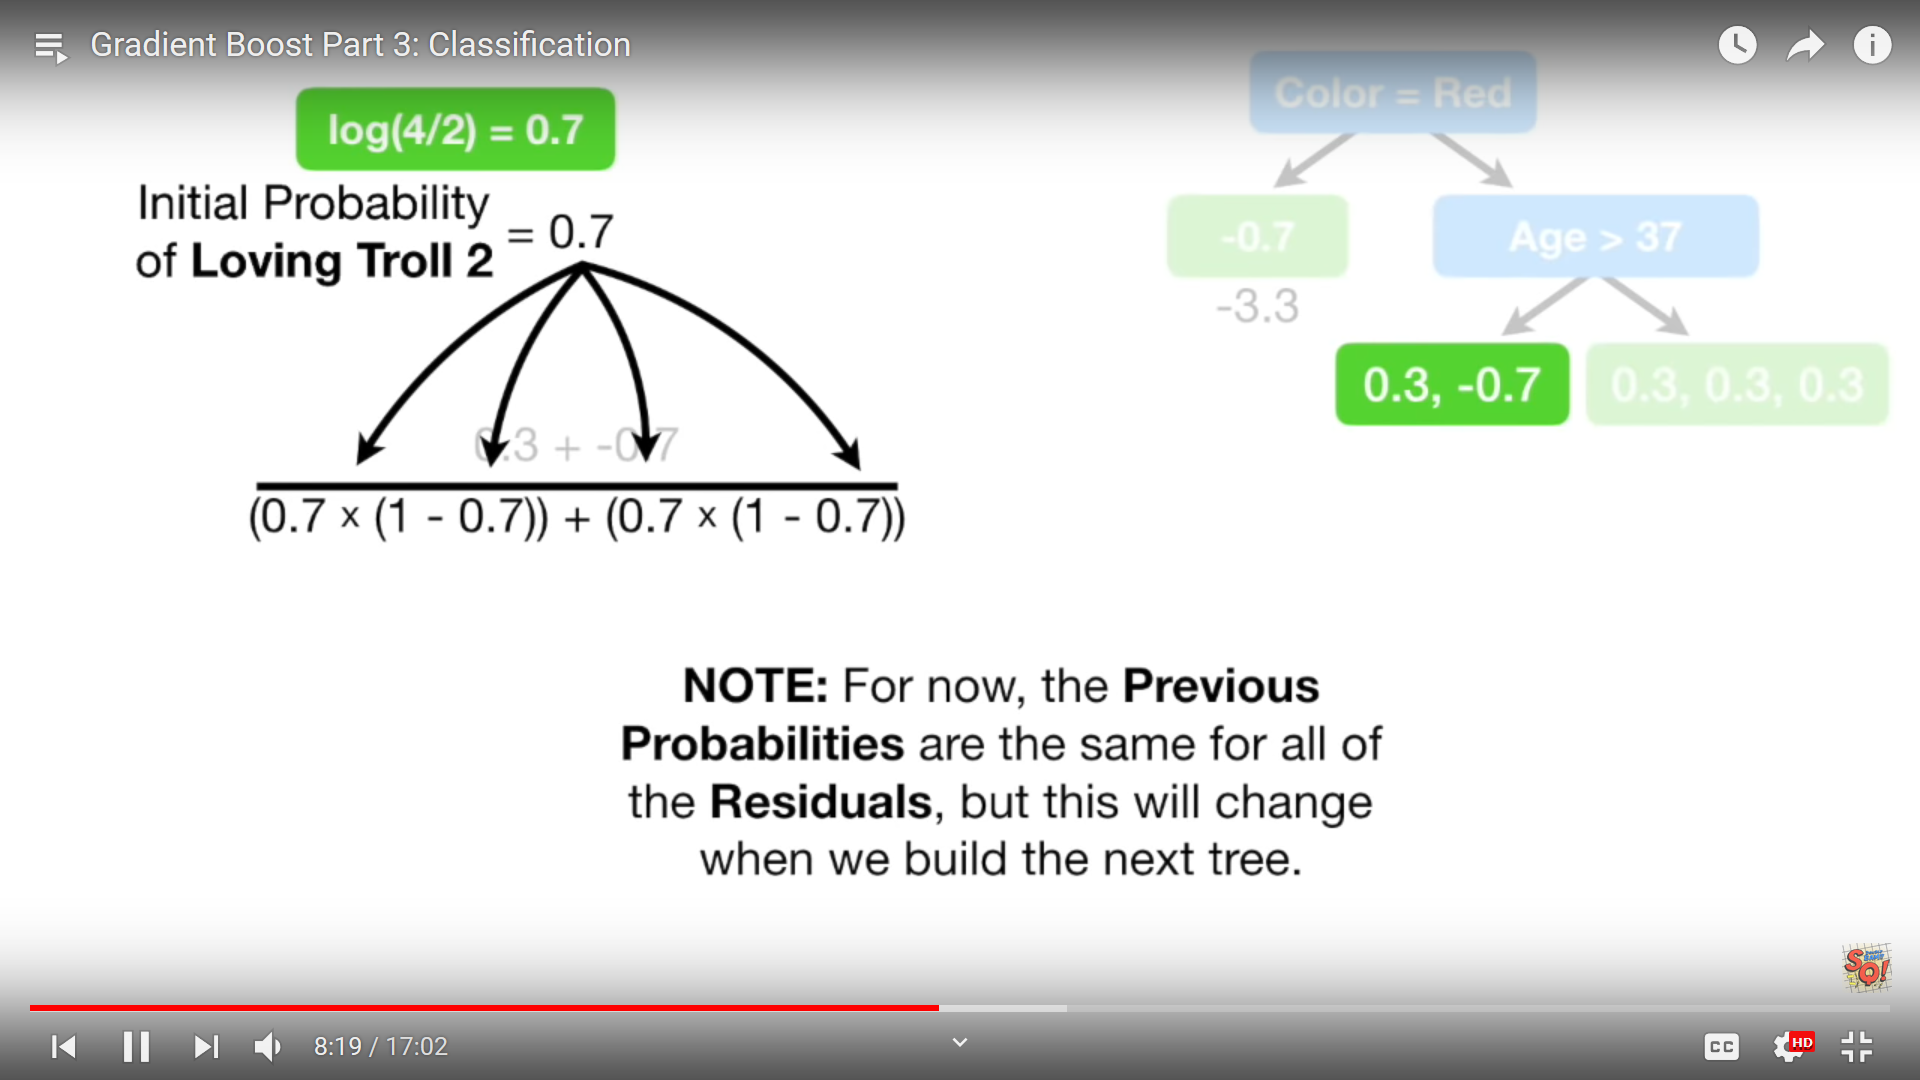 Gradient Boost Part 3: Classification
log(4/2) = 0.7
Initial Probability
of Loving Troll 2
= 0.7
0.3 + -0.7
(0.7 x (1 - 0.7)) + (0.7 x (1 - 0.7))
Color = Red
-0.7
Age > 37
-3.3
0.3, -0.7
0.3, 0.3, 0.3
NOTE: For now, the Previous
Probabilities are the same for all of
the Residuals, but this will change
when we build the next tree.
SQ!
8:19 / 17:02
CC
HD